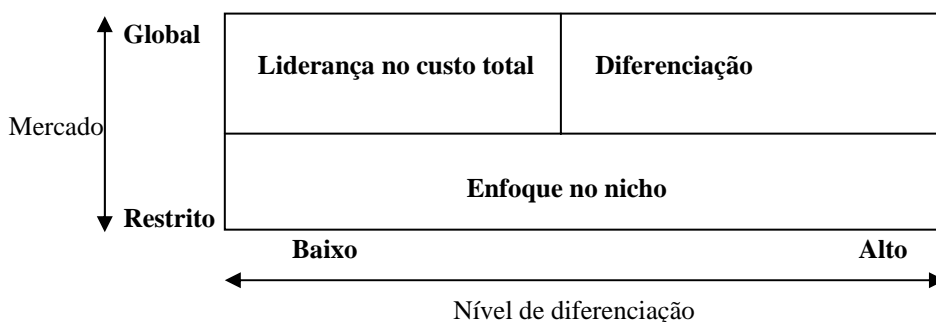 Global
Liderança no custo total
Diferenciação
Mercado
Enfoque no nicho
Restrito
Baixo
Alto
Nível de diferenciação